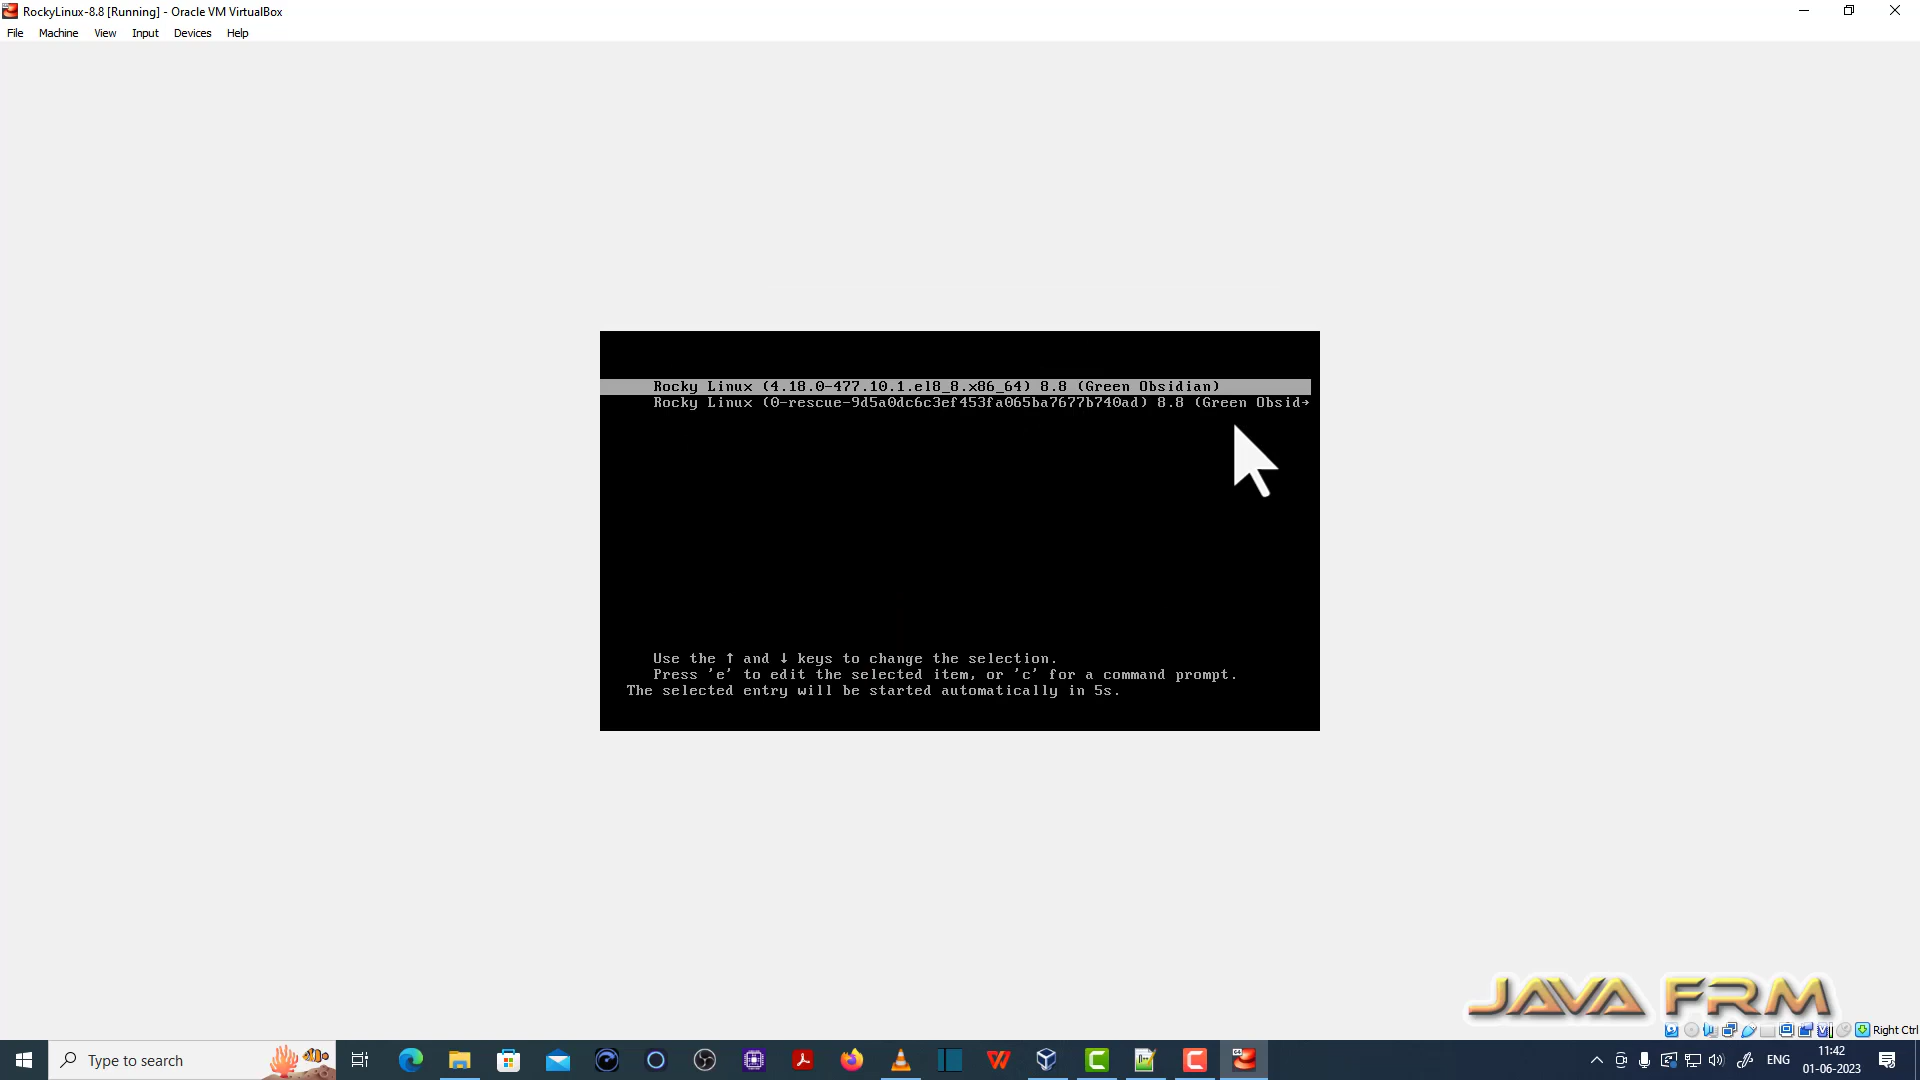 RockyLinux-8.8 [Running] - Oracle VM VirtualBox
File Machine View Input Devices Help
Rocky Linux (4.18.0-477.10.1.el8_8.x86_64) 8.8 (Green Obsidian)
Rocky Linux (0-rescue-9d5a0dc6c3ef453fa065ba7677b740ad) 8.8 (Green Obsid→
Use the ↑ and ↓ keys to change the selection.
Press 'e' to edit the selected item, or 'c' for a command prompt.
The selected entry will be started automatically in 5s.
JAVA FRM
Right Ctrl
Type to search
ENG
11:42
01-06-2023